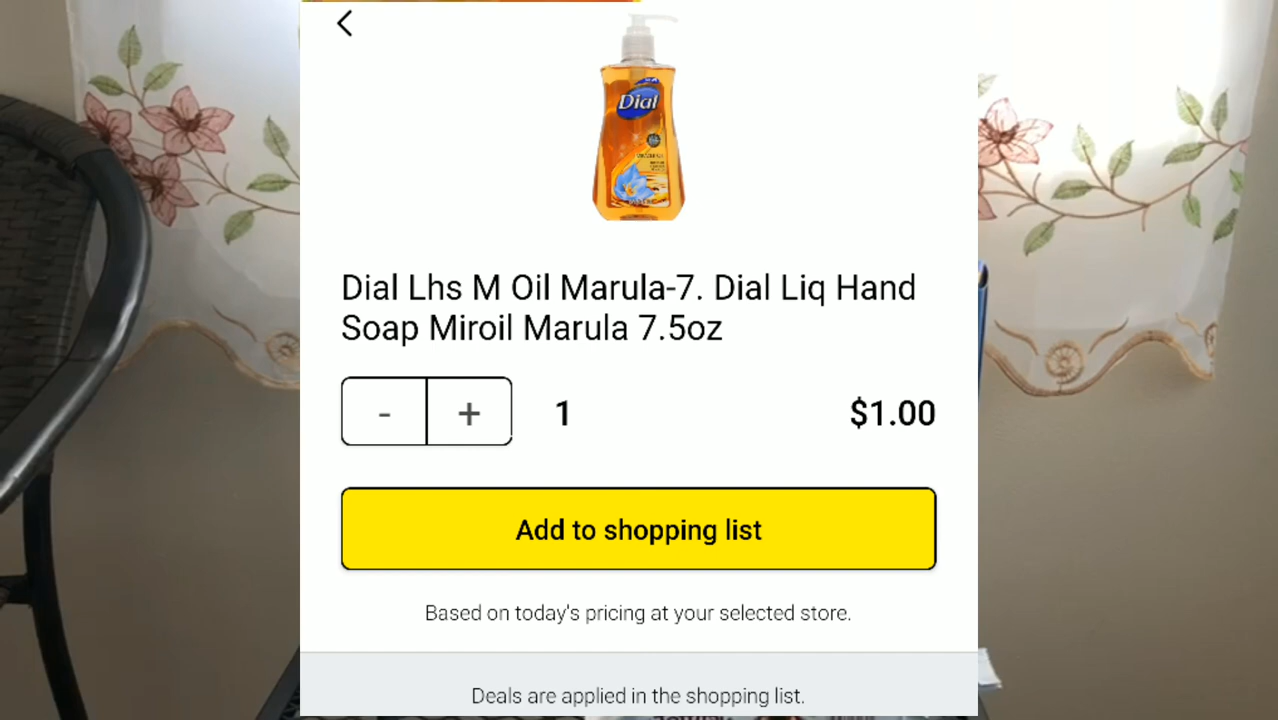 Dial
Dial Lhs M Oil Marula-7. Dial Liq Hand
Soap Miroil Marula 7.5oz
- + 1 $1.00
Add to shopping list
Based on today's pricing at your selected store.
Deals are applied in the shopping list.